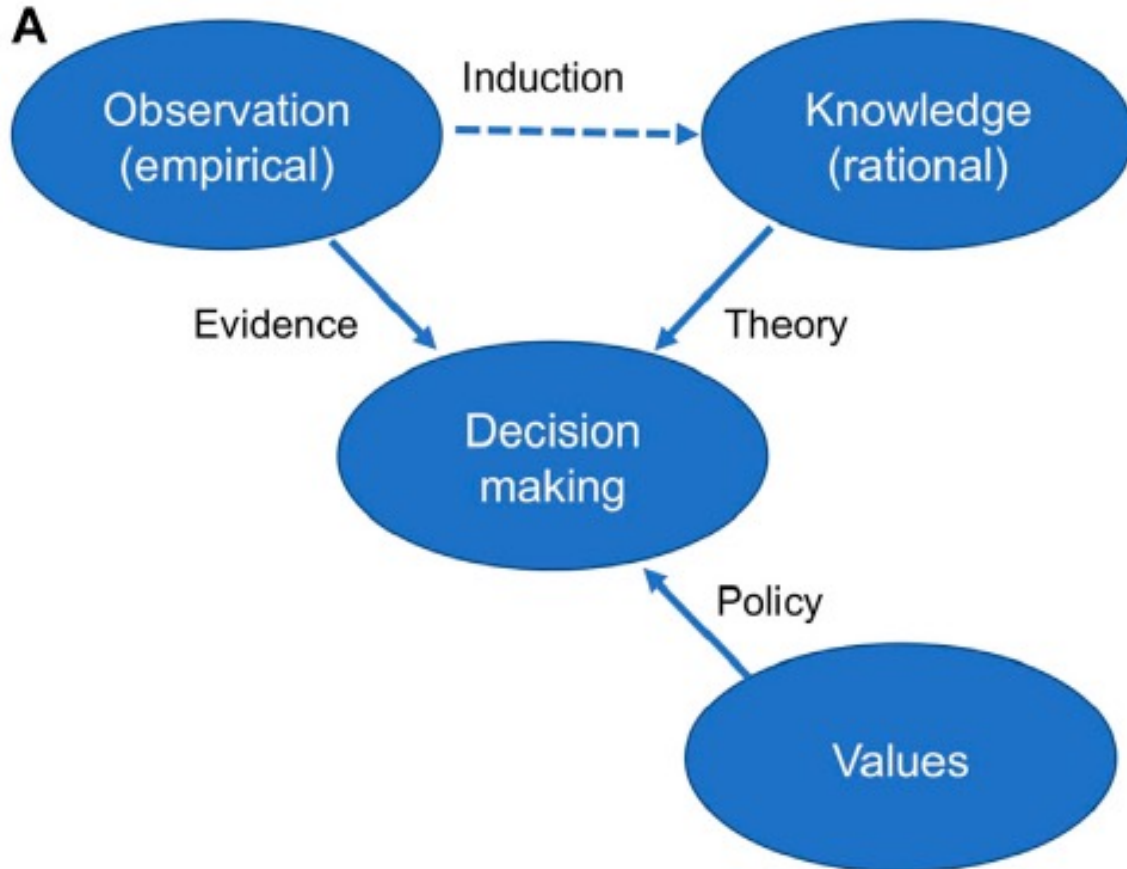 A
Observation
(empirical)
Induction
Knowledge
(rational)
Evidence
Theory
Decision
making
Policy
Values